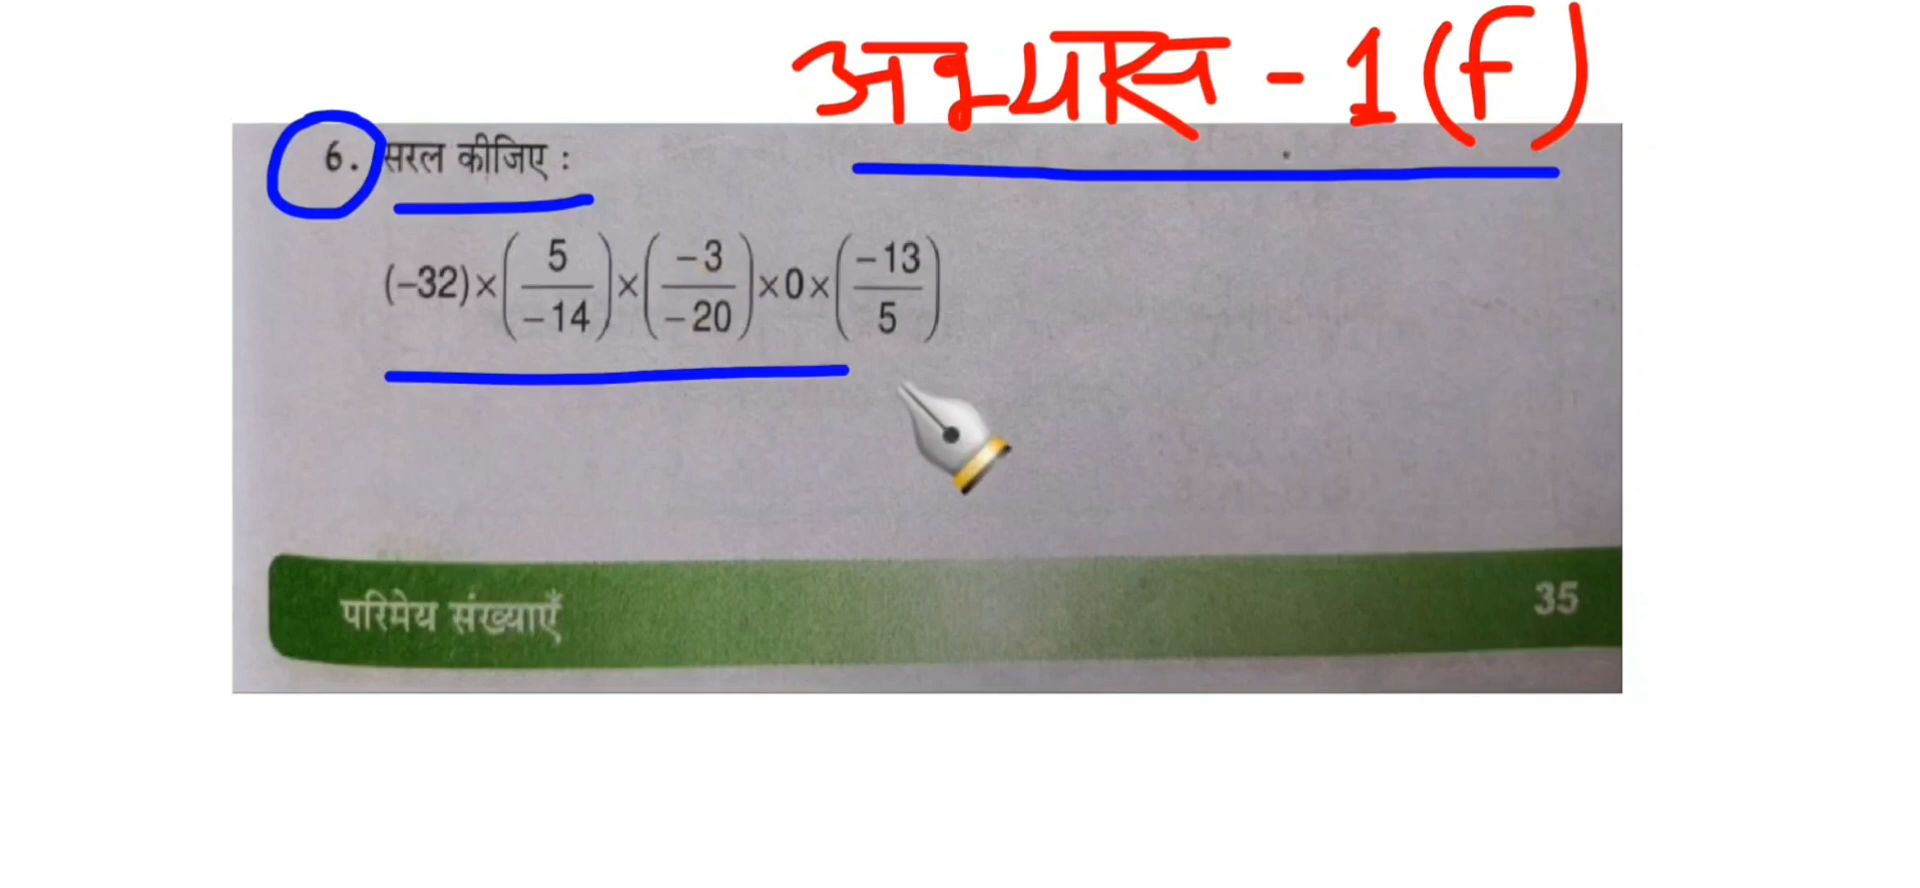 अभ्यास - 1 (F)
6. सरल कीजिए :
(-32)×(5/-14)×(-3/-20)×0×(-13/5)
परिमेय संख्याएँ 35